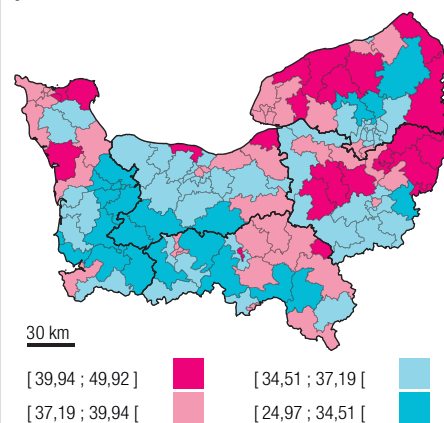 30 km
[ 39,94 ; 49,92 ]
[ 34,51 ; 37,19 [
[ 37,19 ; 39,94 [
[ 24,97 ; 34,51 [